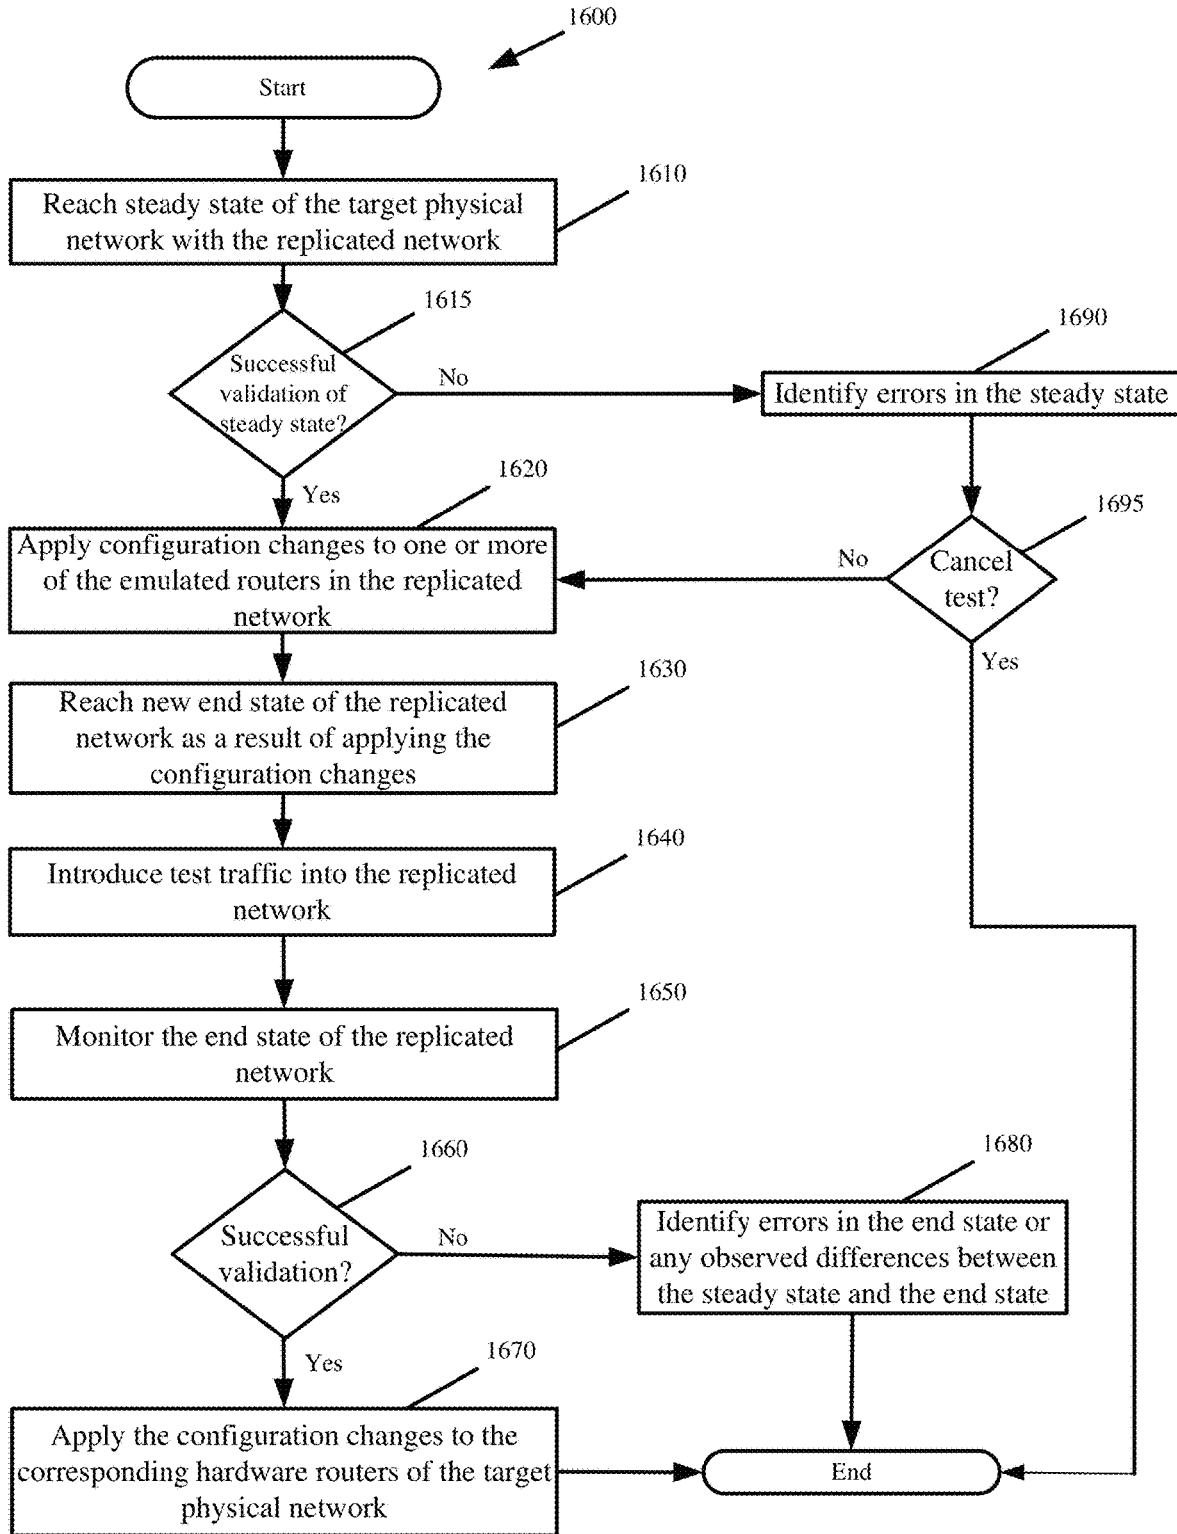 1600
Start
1610
Reach steady state of the target physical
network with the replicated network
1615
Successful
validation of
steady state?
No
1690
Identify errors in the steady state
Yes
1620
1695
Apply configuration changes to one or more
of the emulated routers in the replicated
network
No
Cancel
test?
Yes
1630
Reach new end state of the replicated
network as a result of applying the
configuration changes
1640
Introduce test traffic into the replicated
network
1650
Monitor the end state of the replicated
network
1660
Successful
validation?
No
1680
Identify errors in the end state or
any observed differences between
the steady state and the end state
Yes
1670
Apply the configuration changes to the
corresponding hardware routers of the target
physical network
End